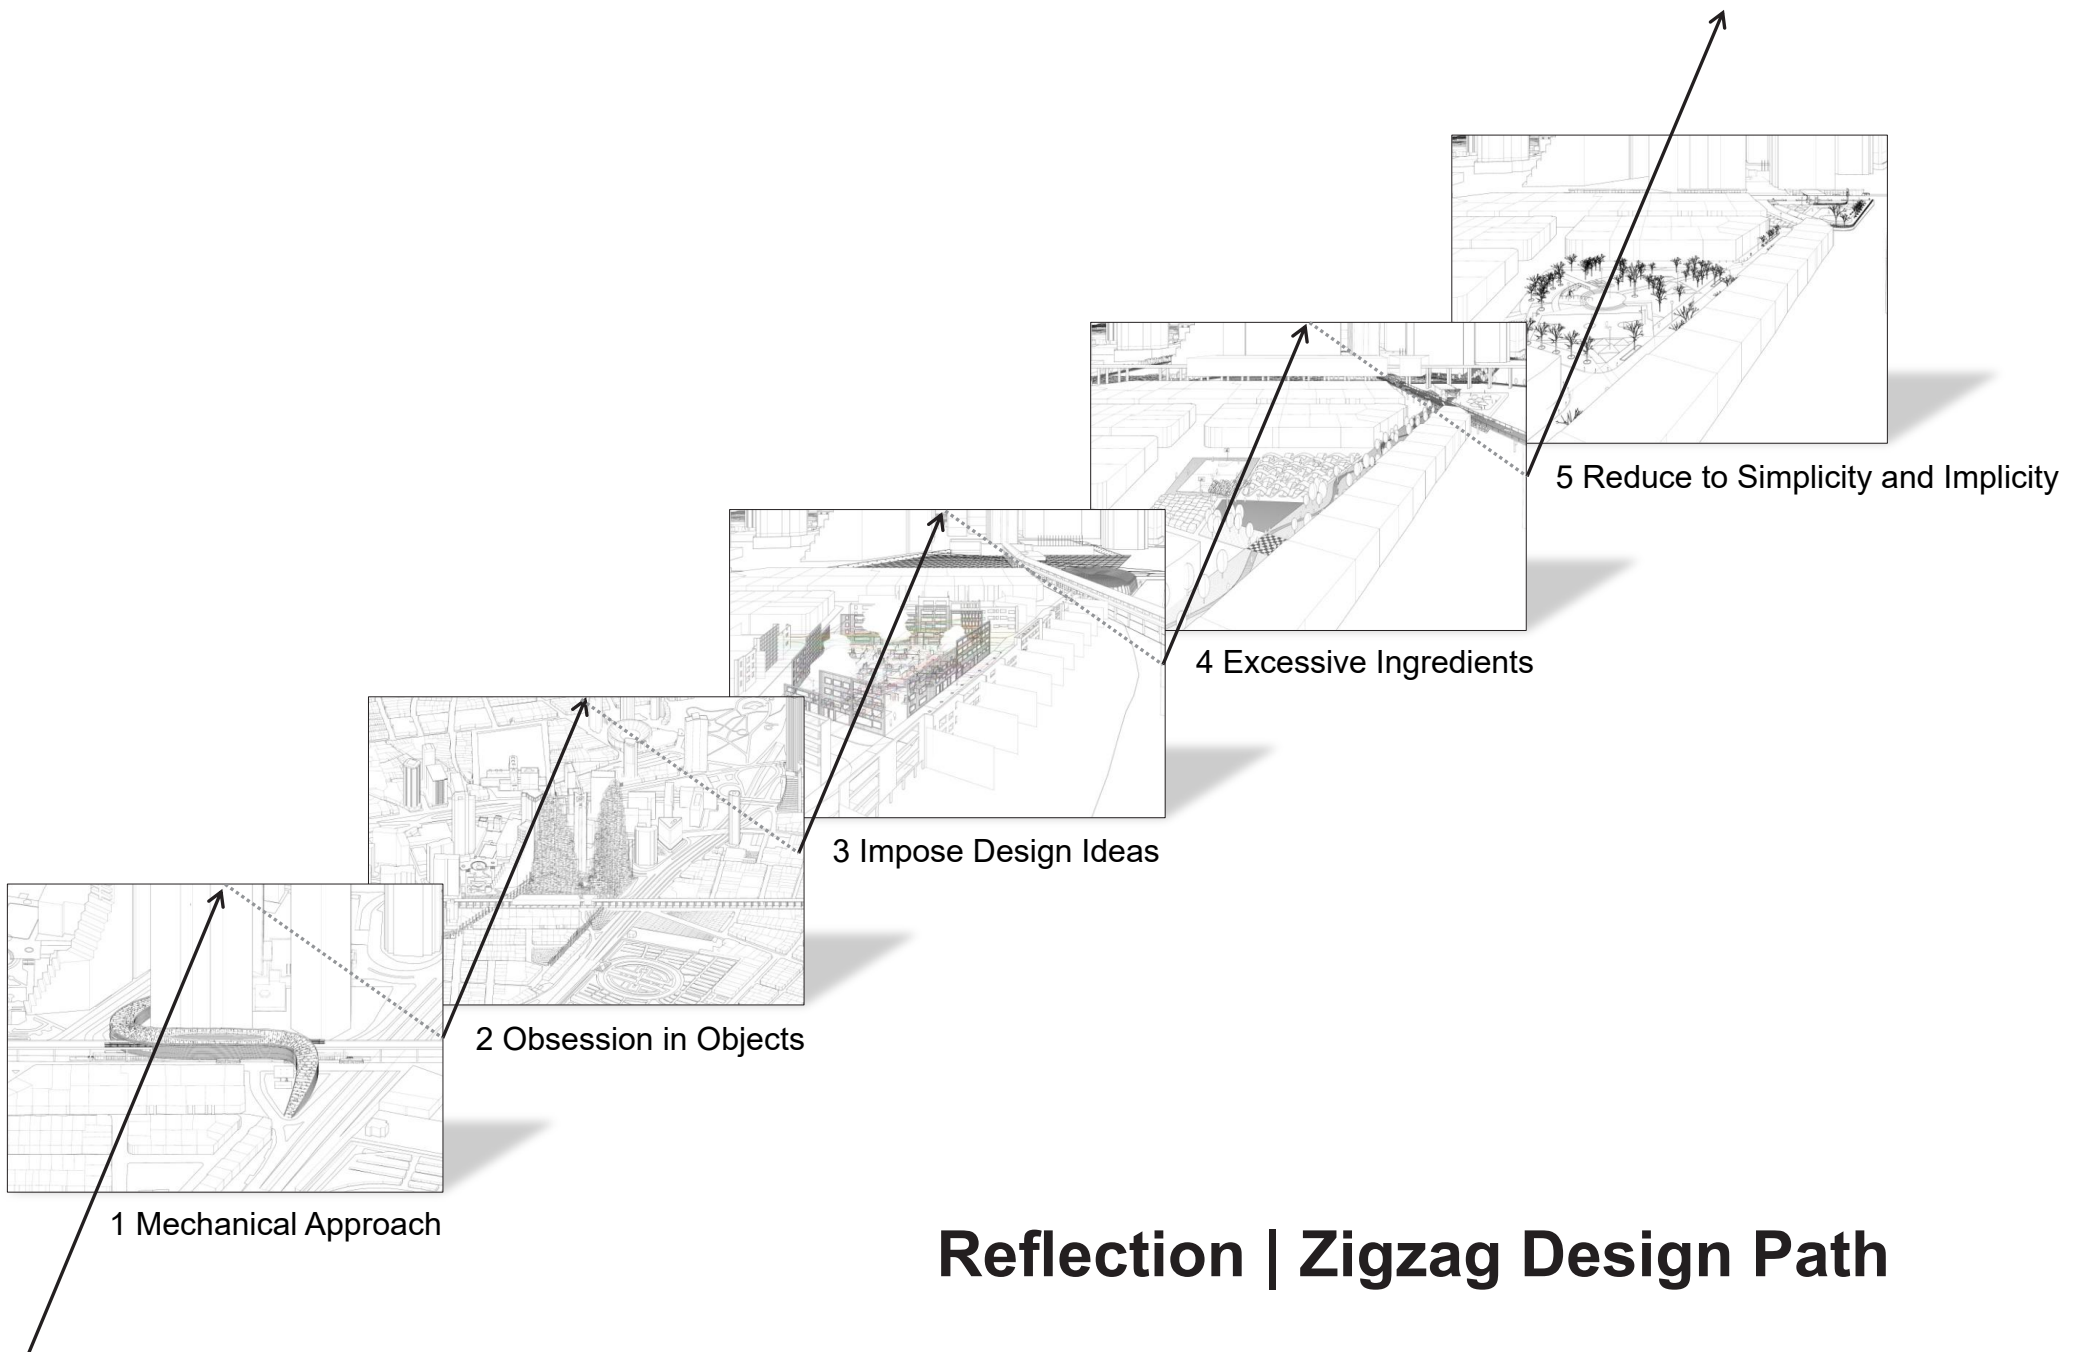 5 Reduce to Simplicity and Implicity
4 Excessive Ingredients
3 Impose Design Ideas
2 Obsession in Objects
1 Mechanical Approach
Reflection | Zigzag Design Path